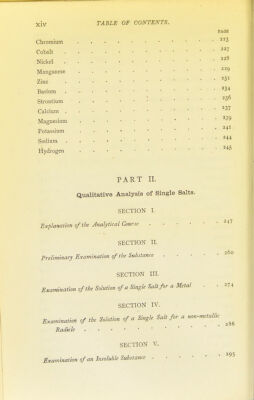 xiv TABLE OF CONTENTS.
PAGE
Chromium 223
Cobalt 227
Nickel 228
Manganese 229
Zinc 231
Barium 234
Strontium 236
Calcium 237
Magnesium 239
Potassium 241
Sodium 244
Hydrogen 245
PART II.
Qualitative Analysis of Single Salts.
SECTION I.
Explanation of the Analytical Course 247
SECTION II.
Preliminary Examination of the Substance 260
SECTION III.
Examination of the Solution of a Single Salt for a Metal 274
SECTION IV.
Examination of the Solution of a Single Salt for a non-metallic
Radicle 286
SECTION V.
Examination of an Insoluble Substance 295